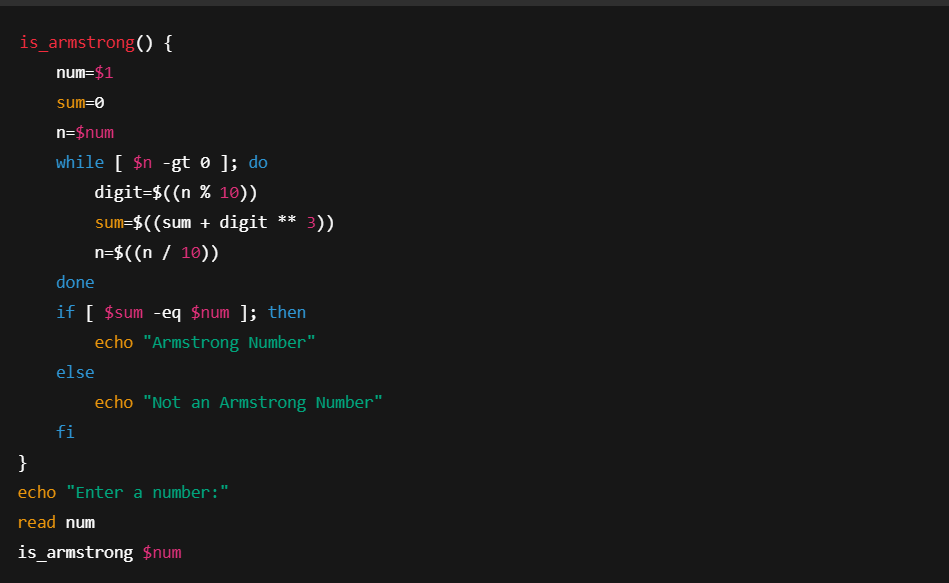 is_armstrong() {
    num=$1
    sum=0
    n=$num
    while [ $n -gt 0 ]; do
        digit=$((n % 10))
        sum=$((sum + digit ** 3))
        n=$((n / 10))
    done
    if [ $sum -eq $num ]; then
        echo "Armstrong Number"
    else
        echo "Not an Armstrong Number"
    fi
}
echo "Enter a number:"
read num
is_armstrong $num